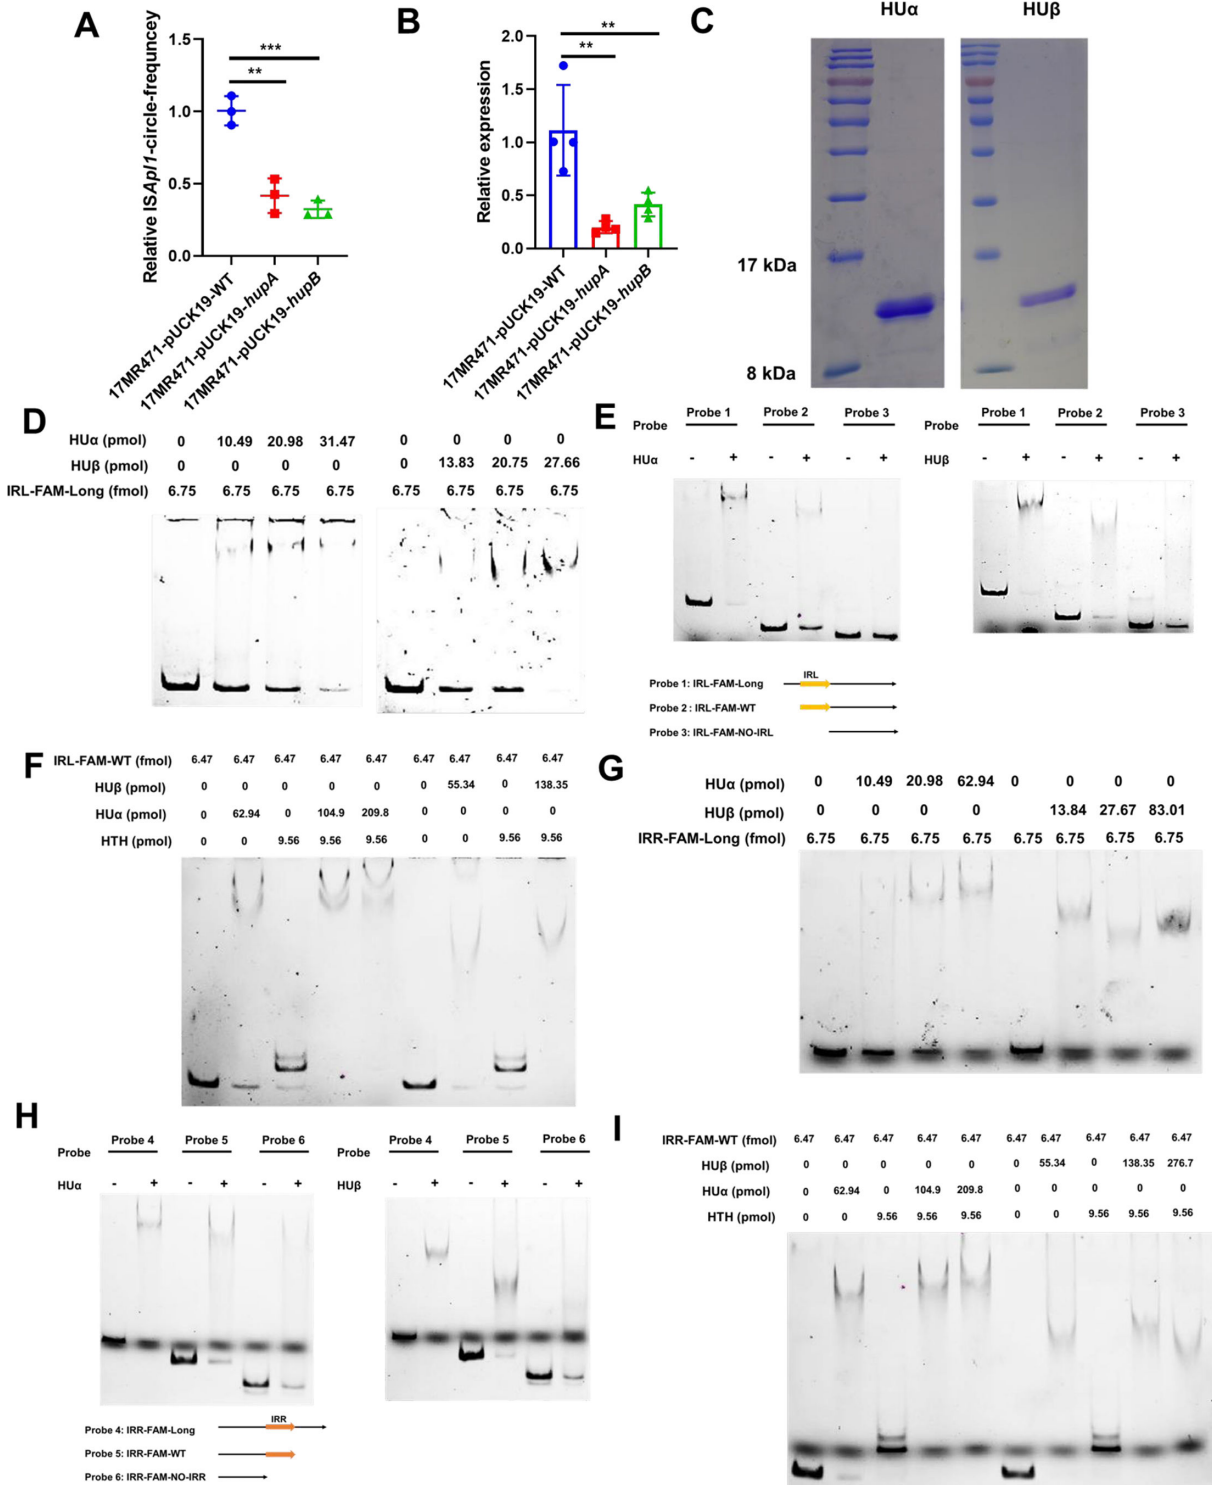 A
Relative ISApl1-circle-frequncey
1.5
1.0
0.5
0.0
***
**
17MR471-pUCK19-WT
17MR471-pUCK19-hupA
17MR471-pUCK19-hupB
B
Relative expression
2.0
1.5
1.0
0.5
0.0
**
**
17MR471-pUCK19-WT
17MR471-pUCK19-hupA
17MR471-pUCK19-hupB
C
HUα HUβ
17 kDa
8 kDa
D
HUα (pmol) 0 10.49 20.98 31.47 0 0 0 0
HUβ (pmol) 0 0 0 0 0 13.83 20.75 27.66
IRL-FAM-Long (fmol) 6.75 6.75 6.75 6.75 6.75 6.75 6.75 6.75
E
Probe Probe 1 Probe 2 Probe 3 Probe Probe 1 Probe 2 Probe 3
HUα - + - + - + HUβ - + - + - +
IRL
Probe 1: IRL-FAM-Long
Probe 2 : IRL-FAM-WT
Probe 3: IRL-FAM-NO-IRL
F
IRL-FAM-WT (fmol) 6.47 6.47 6.47 6.47 6.47 6.47 6.47 6.47 6.47
HUβ (pmol) 0 0 0 0 0 0 55.34 0 138.35
HUα (pmol) 0 62.94 0 104.9 209.8 0 0 0 0
HTH (pmol) 0 0 9.56 9.56 9.56 0 0 9.56 9.56
G
HUα (pmol) 0 10.49 20.98 62.94 0 0 0 0
HUβ (pmol) 0 0 0 0 0 13.84 27.67 83.01
IRR-FAM-Long (fmol) 6.75 6.75 6.75 6.75 6.75 6.75 6.75 6.75
H
Probe Probe 4 Probe 5 Probe 6 Probe Probe 4 Probe 5 Probe 6
HUα - + - + - + HUβ - + - + - +
IRR
Probe 4: IRR-FAM-Long
Probe 5: IRR-FAM-WT
Probe 6: IRR-FAM-NO-IRR
I
IRR-FAM-WT (fmol) 6.47 6.47 6.47 6.47 6.47 6.47 6.47 6.47 6.47 6.47
HUβ (pmol) 0 0 0 0 0 0 55.34 0 138.35 276.7
HUα (pmol) 0 62.94 0 104.9 209.8 0 0 0 0 0
HTH (pmol) 0 0 9.56 9.56 9.56 0 0 9.56 9.56 9.56